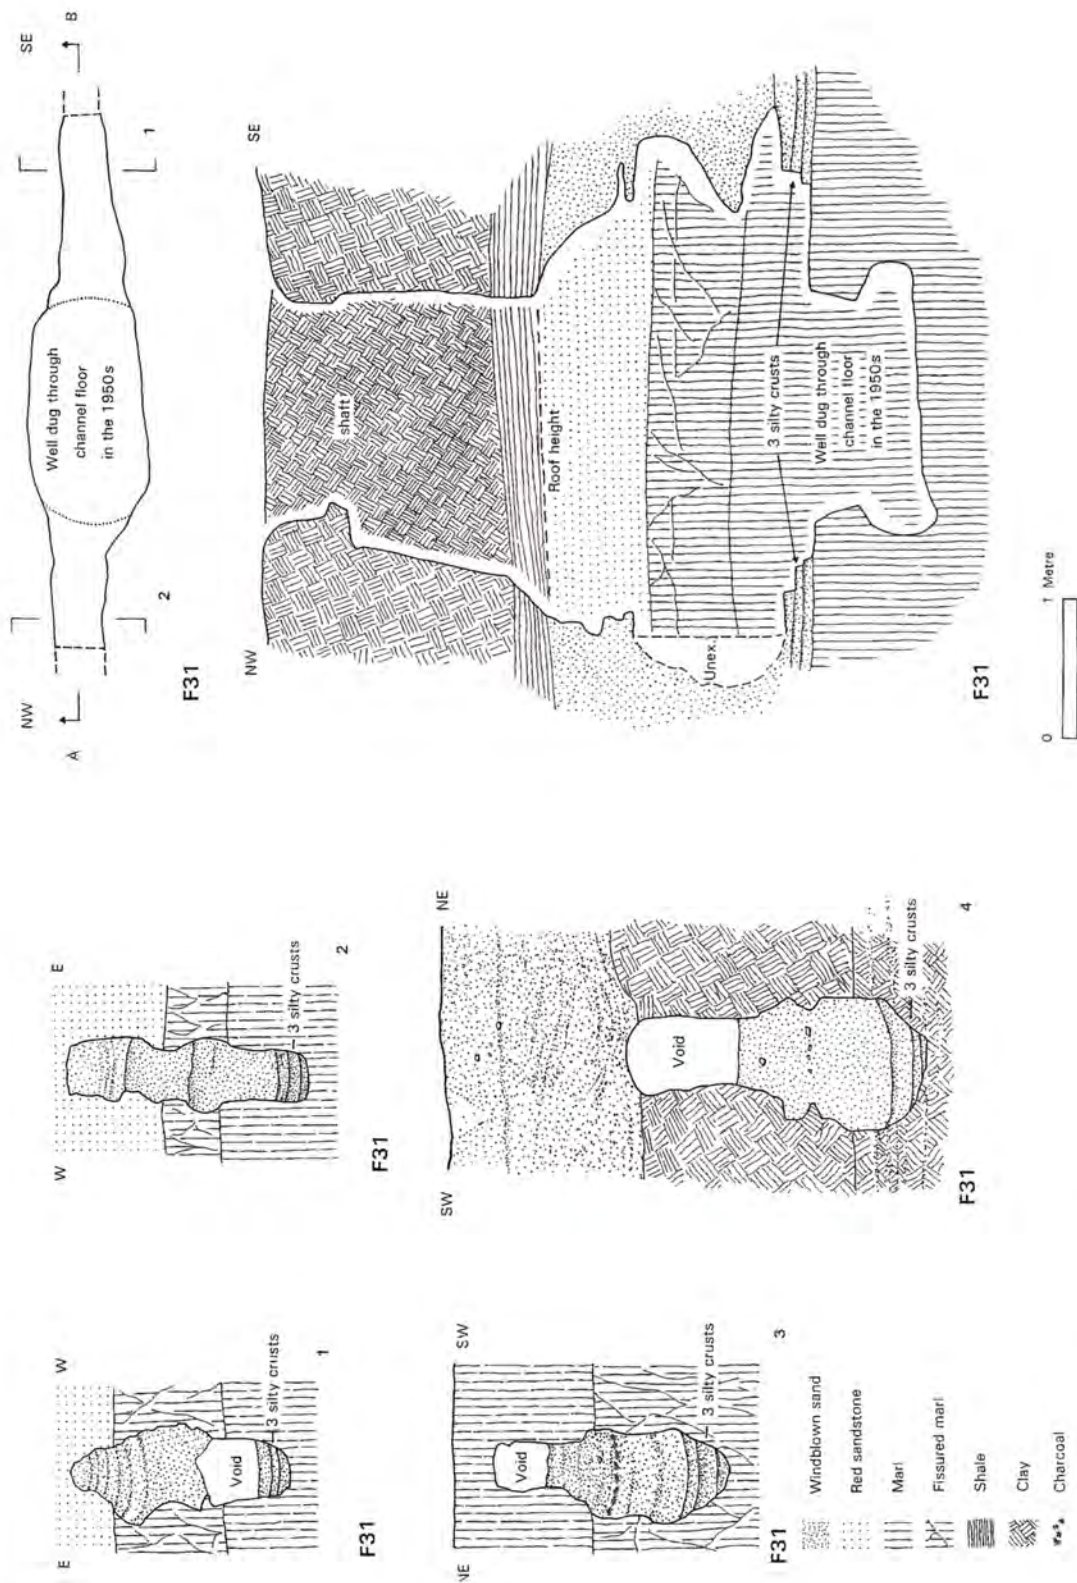 E
W
Void
3 silty crusts
F31
1
W
E
3 silty crusts
F31
2
NW
SE
A
B
Well dug through
channel floor
in the 1950s
2
1
F31
NE
SW
Void
3 silty crusts
3
SW
NE
Void
3 silty crusts
F31
4
NW
SE
shaft
Roof height
Unex.
3 silty crusts
Well dug through
channel floor
in the 1950s
F31
Windblown sand
Red sandstone
Marl
Fissured marl
Shale
Clay
Charcoal
0
1 Metre